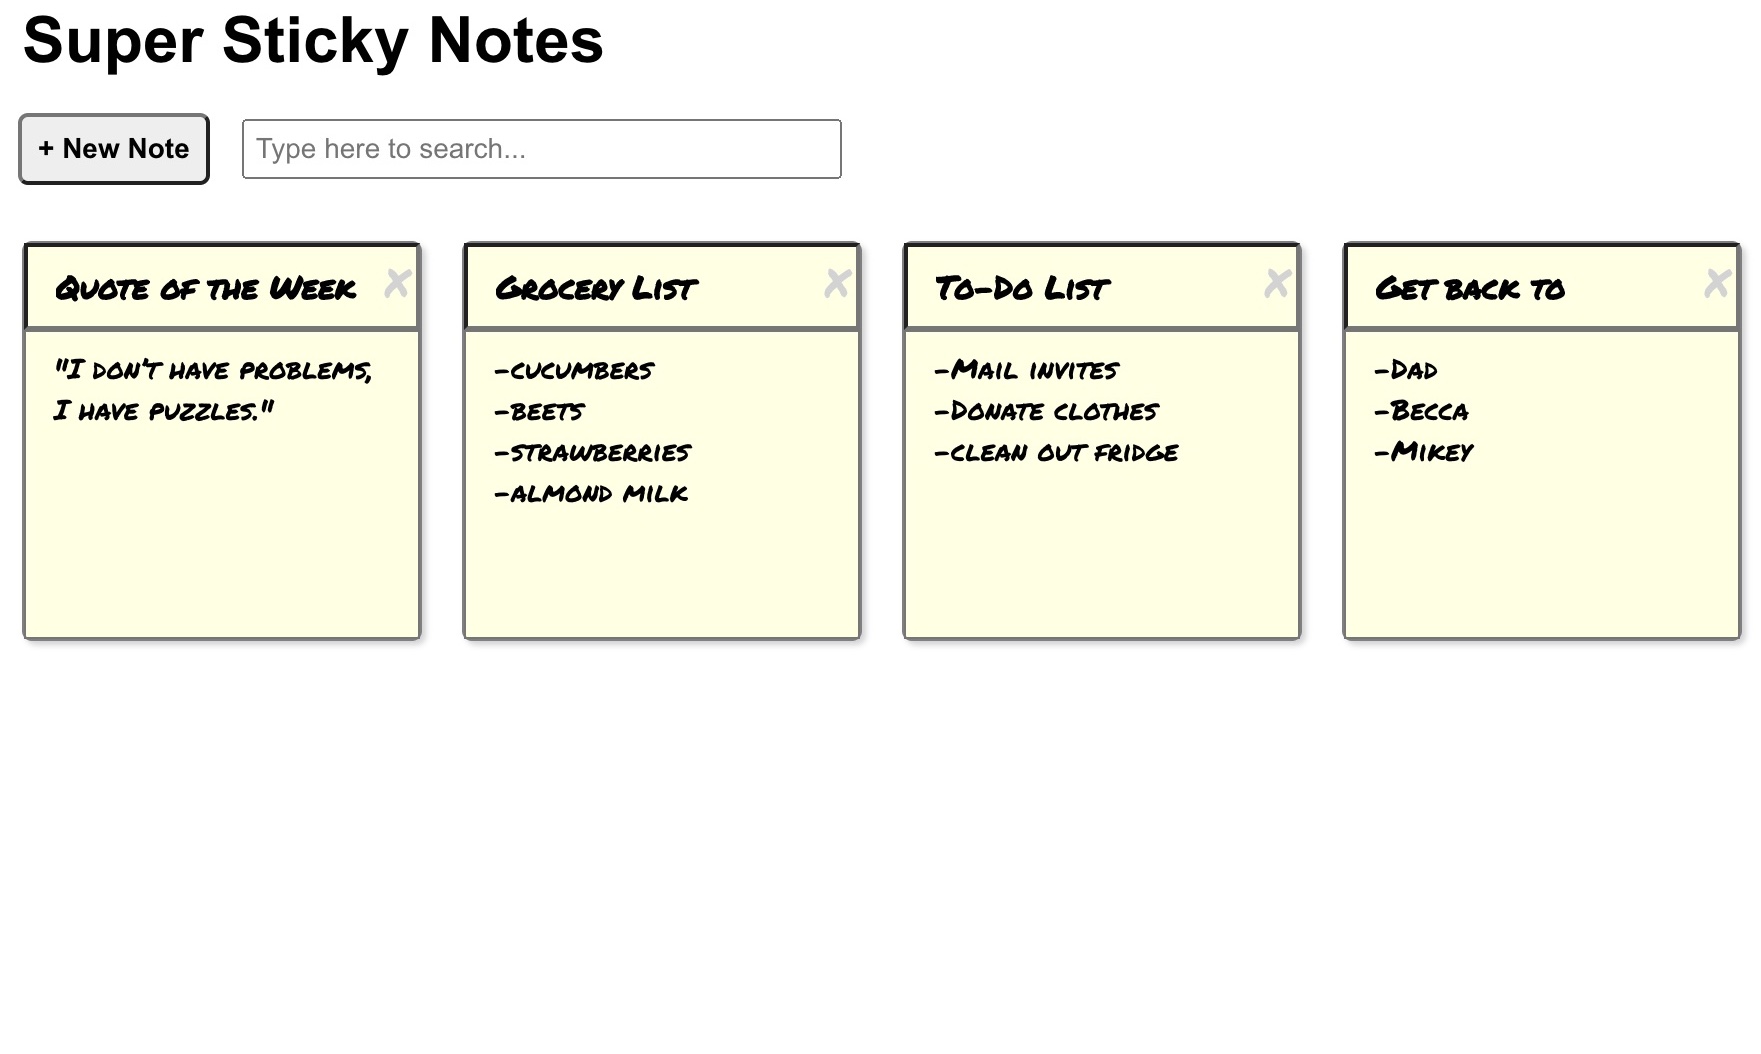 Super Sticky Notes
+ New Note
Type here to search...
Quote of the Week
"I don't have problems,
I have puzzles."
Grocery List
-cucumbers
-beets
-strawberries
-almond milk
To-Do List
-Mail invites
-Donate clothes
-clean out fridge
Get back to
-Dad
-Becca
-Mikey